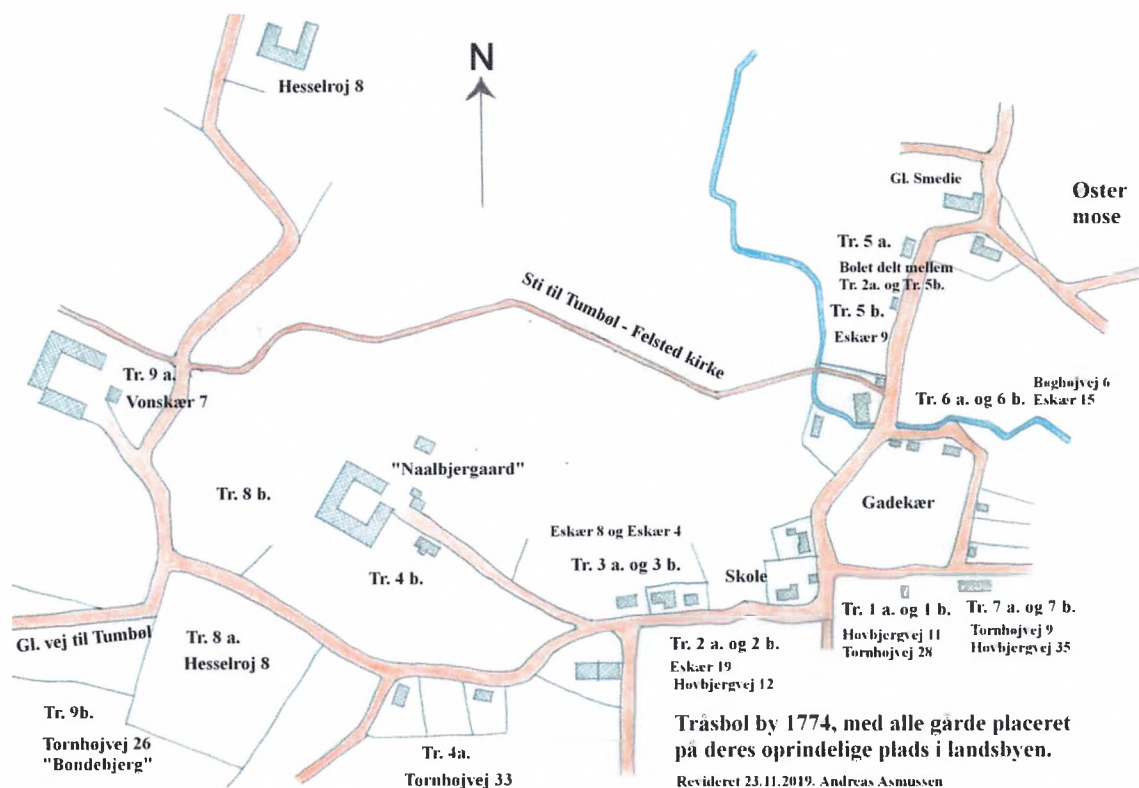 N
Hesselroj 8
Gl. Smedie
Oster
mose
Tr. 5 a.
Bolet delt mellem
Tr. 2a. og Tr. 5b.
Tr. 5 b.
Eskær 9
Sti til Tumbøl - Felsted kirke
Tr. 9 a.
Vonskær 7
Bøghøjvej 6
Tr. 6 a. og 6 b.
Eskær 15
"Naalbjergaard"
Tr. 8 b.
Gadekær
Eskær 8 og Eskær 4
Tr. 3 a. og 3 b.
Skole
Tr. 4 b.
Tr. 1 a. og 1 b.
Hovbjergvej 11
Tornhøjvej 28
Tr. 7 a. og 7 b.
Tornhøjvej 9
Hovbjergvej 35
Gl. vej til Tumbøl
Tr. 8 a.
Hesselroj 8
Tr. 2 a. og 2 b.
Eskær 19
Hovbjergvej 12
Tr. 9b.
Tornhøjvej 26
"Bondebjerg"
Tr. 4a.
Tornhøjvej 33
Tråsbøl by 1774, med alle gårde placeret
på deres oprindelige plads i landsbyen.
Revideret 23.11.2019. Andreas Asmussen